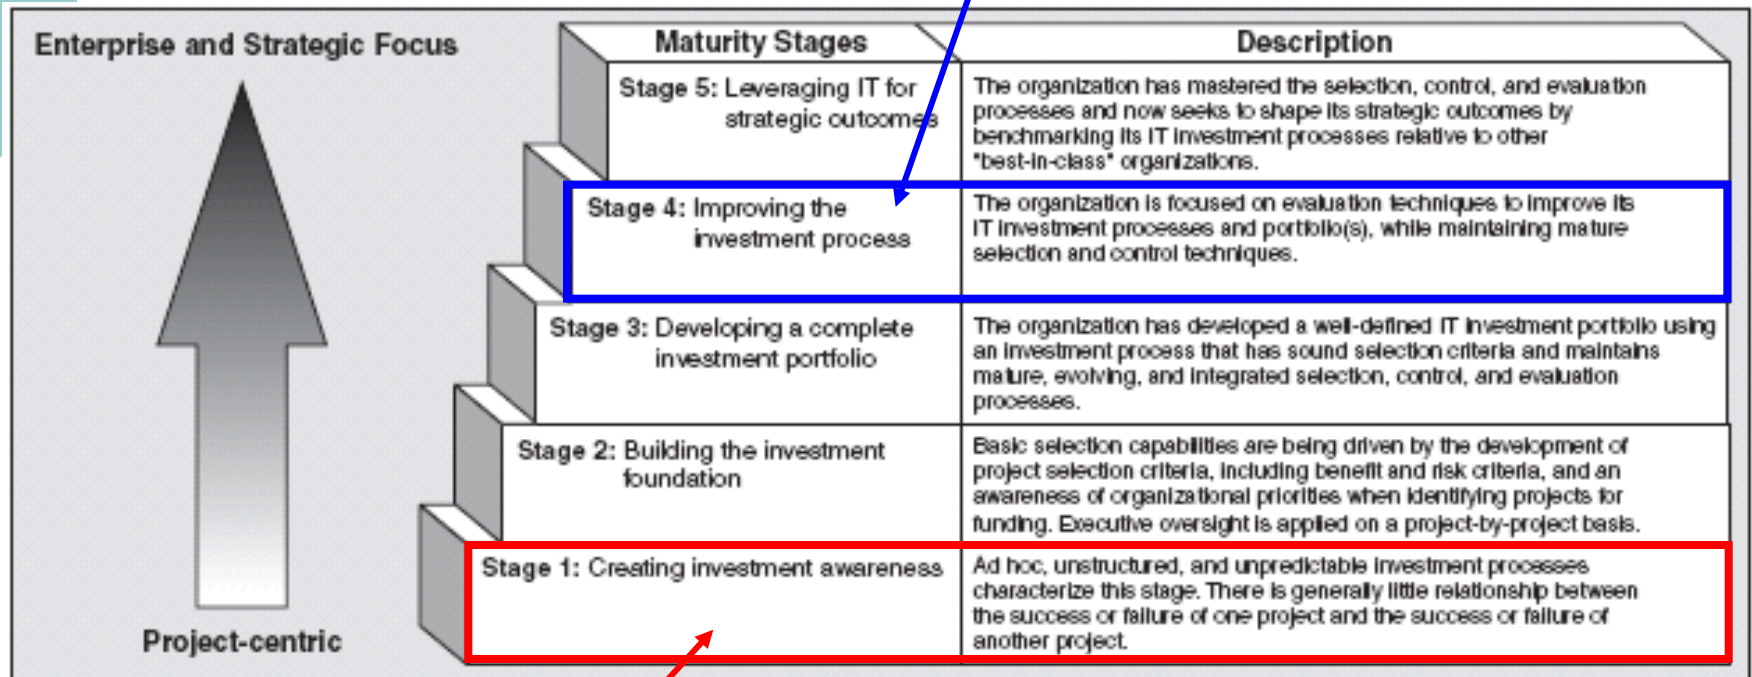 Enterprise and Strategic Focus
Project-centric
Maturity Stages
Description
Stage 5: Leveraging IT for
strategic outcomes
The organization has mastered the selection, control, and evaluation
processes and now seeks to shape its strategic outcomes by
benchmarking its IT investment processes relative to other
"best-in-class" organizations.
Stage 4: Improving the
investment process
The organization is focused on evaluation techniques to improve its
IT investment processes and portfolio(s), while maintaining mature
selection and control techniques.
Stage 3: Developing a complete
investment portfolio
The organization has developed a well-defined IT investment portfolio using
an investment process that has sound selection criteria and maintains
mature, evolving, and integrated selection, control, and evaluation
processes.
Stage 2: Building the investment
foundation
Basic selection capabilities are being driven by the development of
project selection criteria, including benefit and risk criteria, and an
awareness of organizational priorities when identifying projects for
funding. Executive oversight is applied on a project-by-project basis.
Stage 1: Creating investment awareness
Ad hoc, unstructured, and unpredictable investment processes
characterize this stage. There is generally little relationship between
the success or failure of one project and the success or failure of
another project.